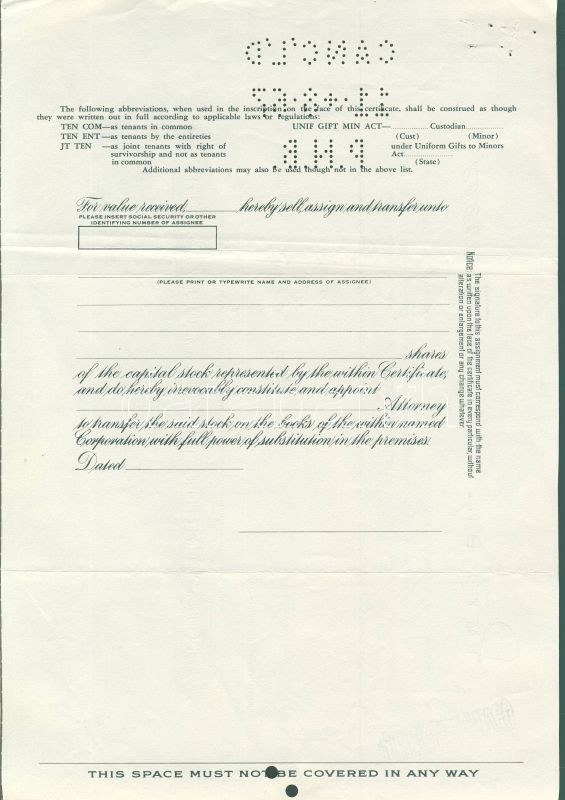 The following abbreviations, when used in the inscription on the face of this certificate, shall be construed as though
they were written out in full according to applicable laws or regulations:
TEN COM—as tenants in common
TEN ENT—as tenants by the entireties
JT TEN —as joint tenants with right of
survivorship and not as tenants
in common
UNIF GIFT MIN ACT—................ Custodian................
(Cust) (Minor)
under Uniform Gifts to Minors
Act....................
(State)
Additional abbreviations may also be used though not in the above list.
For value received, ________ hereby sell, assign and transfer unto
PLEASE INSERT SOCIAL SECURITY OR OTHER
IDENTIFYING NUMBER OF ASSIGNEE
(PLEASE PRINT OR TYPEWRITE NAME AND ADDRESS OF ASSIGNEE)
shares
of the capital stock represented by the within Certificate,
and do hereby irrevocably constitute and appoint
Attorney
to transfer the said stock on the books of the within named
Corporation with full power of substitution in the premises.
Dated ________
NOTICE: The signature to this assignment must correspond with the name
as written upon the face of the certificate in every particular, without
alteration or enlargement or any change whatever
THIS SPACE MUST NOT BE COVERED IN ANY WAY